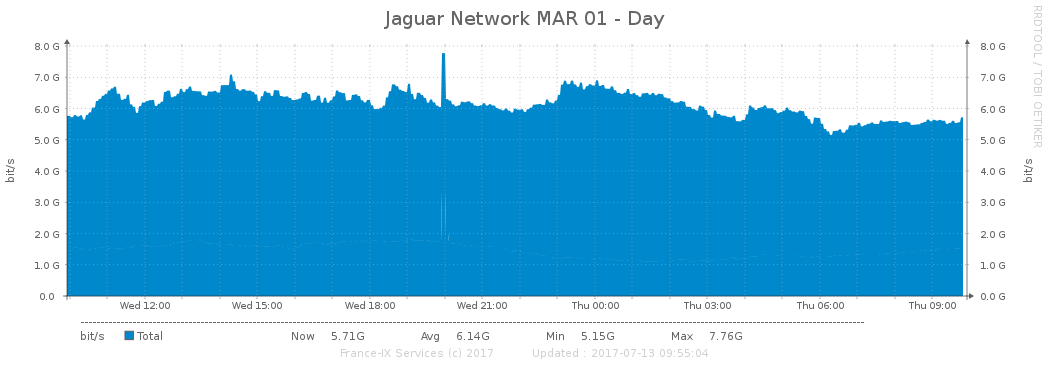 Jaguar Network MAR 01 - Day
RRDTOOL / TOBI OETIKER
bit/s
8.0 G
7.0 G
6.0 G
5.0 G
4.0 G
3.0 G
2.0 G
1.0 G
0.0
8.0 G
7.0 G
6.0 G
5.0 G
4.0 G
3.0 G
2.0 G
1.0 G
0.0 G
bit/s
Wed 12:00 Wed 15:00 Wed 18:00 Wed 21:00 Thu 00:00 Thu 03:00 Thu 06:00 Thu 09:00
bit/s Total Now 5.71G Avg 6.14G Min 5.15G Max 7.76G
France-IX Services (c) 2017 Updated : 2017-07-13 09:55:04